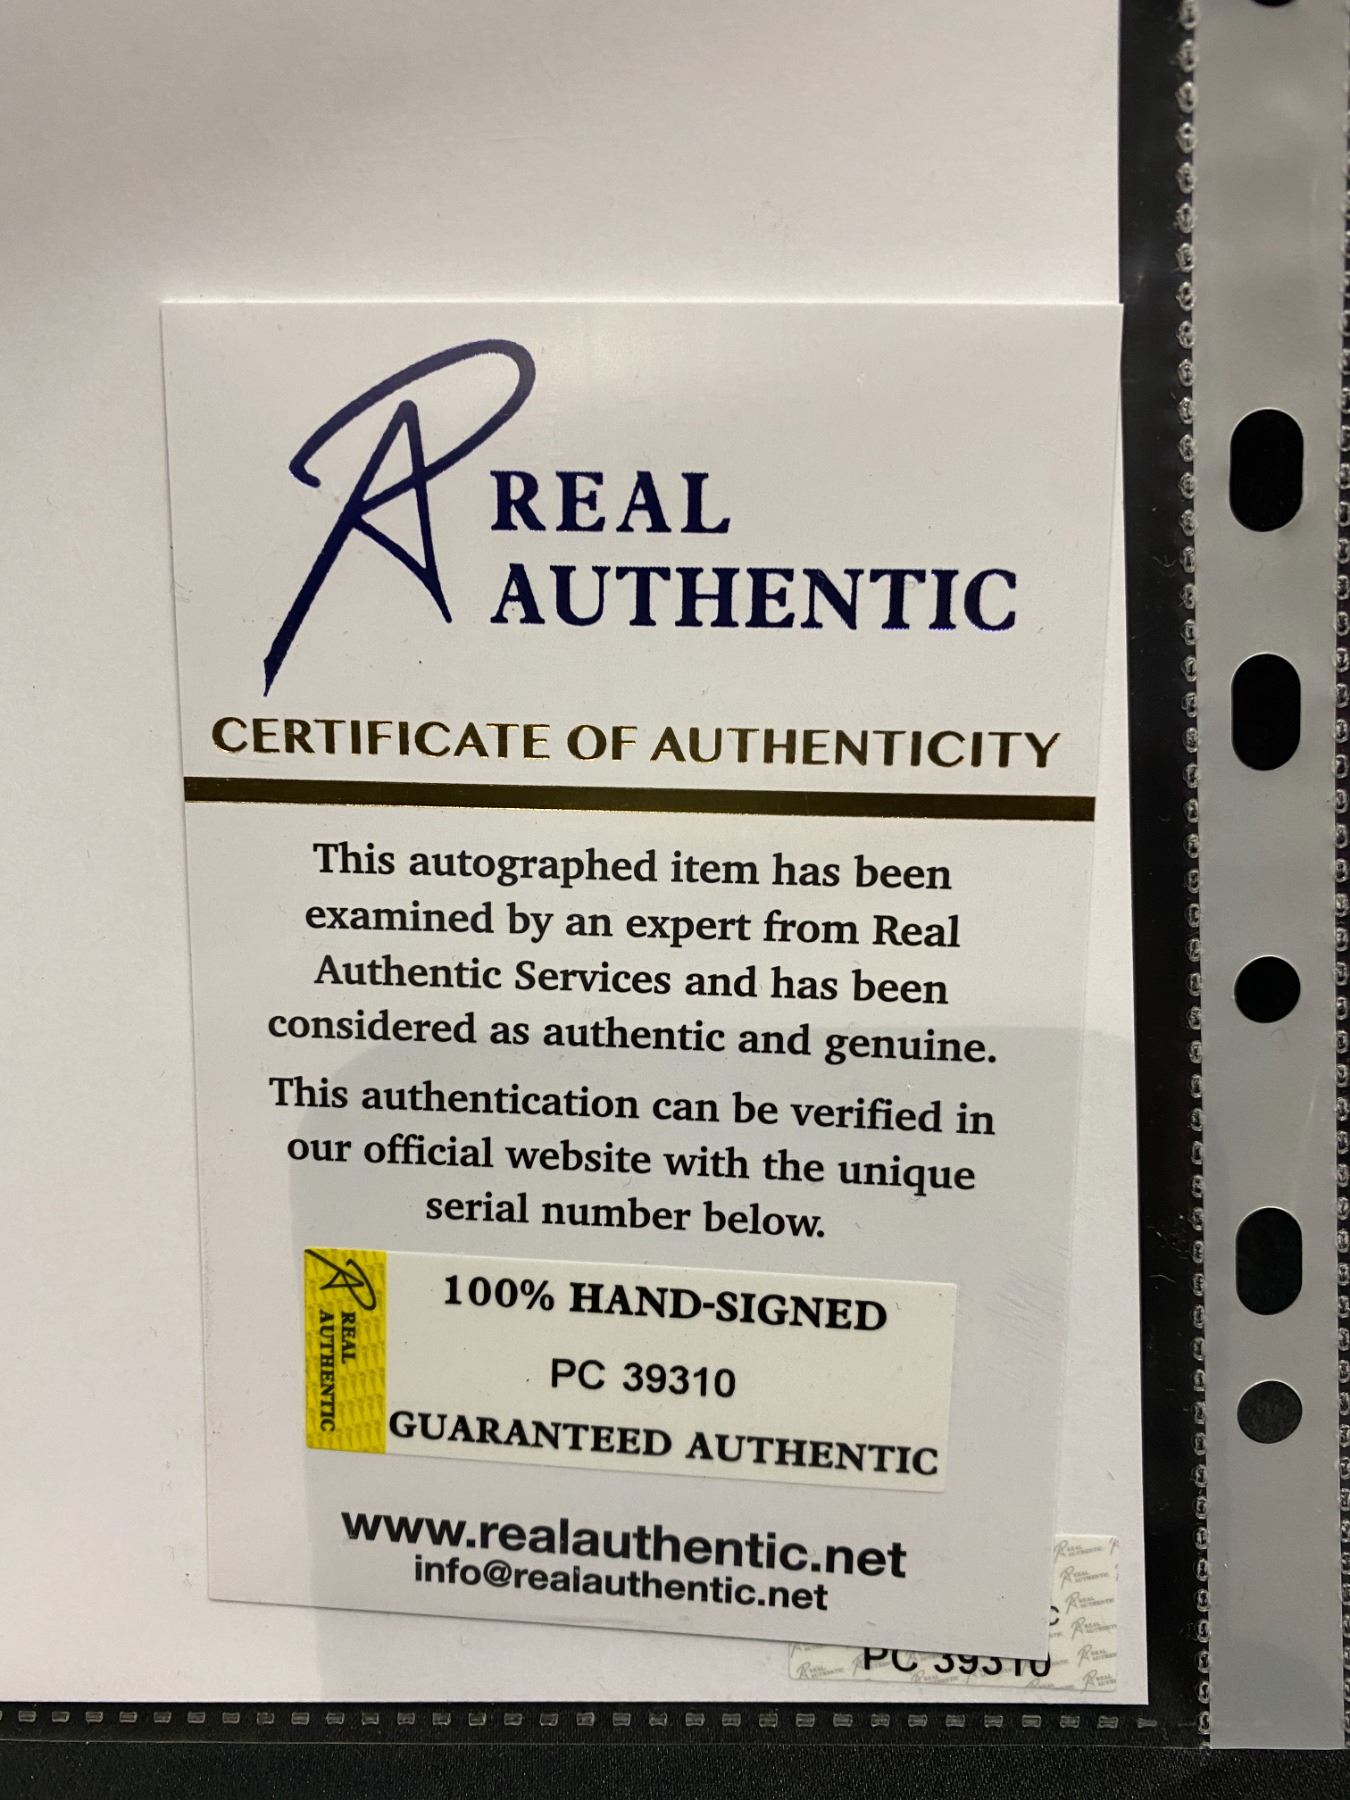 REAL
AUTHENTIC
CERTIFICATE OF AUTHENTICITY
This autographed item has been
examined by an expert from Real
Authentic Services and has been
considered as authentic and genuine.
This authentication can be verified in
our official website with the unique
serial number below.
REAL
AUTHENTIC
100% HAND-SIGNED
PC 39310
GUARANTEED AUTHENTIC
www.realauthentic.net
info@realauthentic.net
PC 39310